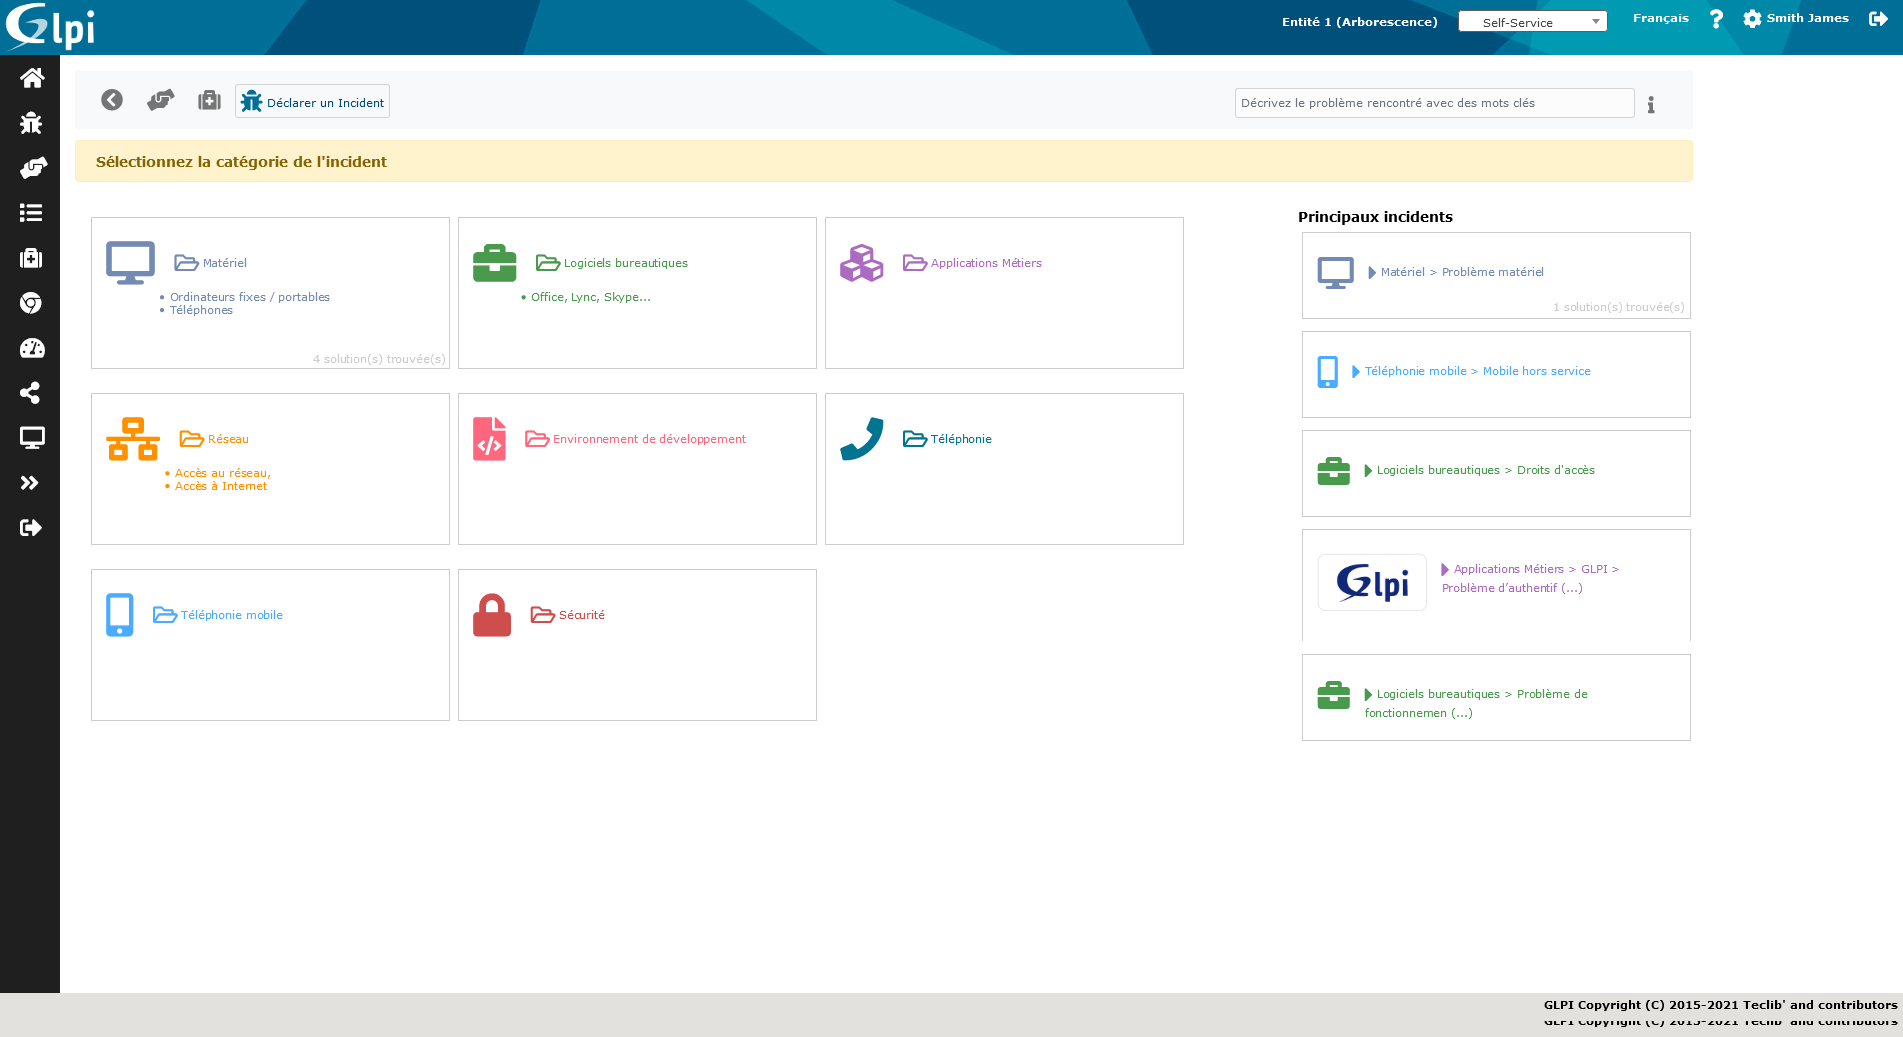 Glpi
Entité 1 (Arborescence)
Self-Service
Français
Smith James
Déclarer un Incident
Décrivez le problème rencontré avec des mots clés
Sélectionnez la catégorie de l'incident
Matériel
• Ordinateurs fixes / portables
• Téléphones
4 solution(s) trouvée(s)
Logiciels bureautiques
• Office, Lync, Skype...
Applications Métiers
Réseau
• Accès au réseau,
• Accès à Internet
Environnement de développement
Téléphonie
Téléphonie mobile
Sécurité
Principaux incidents
Matériel > Problème matériel
1 solution(s) trouvée(s)
Téléphonie mobile > Mobile hors service
Logiciels bureautiques > Droits d'accès
Glpi
Applications Métiers > GLPI >
Problème d’authentif (...)
Logiciels bureautiques > Problème de
fonctionnemen (...)
GLPI Copyright (C) 2015-2021 Teclib' and contributors
GLPI Copyright (C) 2015-2021 Teclib' and contributors